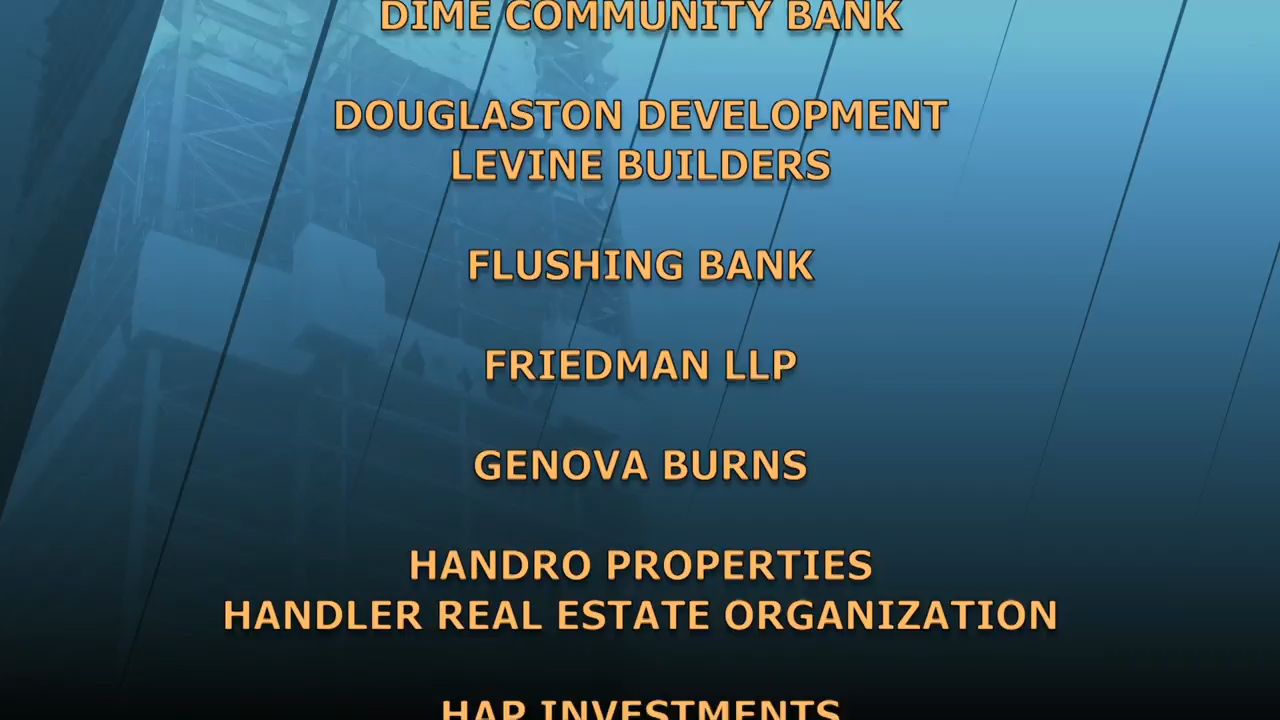 DIME COMMUNITY BANK
DOUGLASTON DEVELOPMENT
LEVINE BUILDERS
FLUSHING BANK
FRIEDMAN LLP
GENOVA BURNS
HANDRO PROPERTIES
HANDLER REAL ESTATE ORGANIZATION
HAP INVESTMENTS